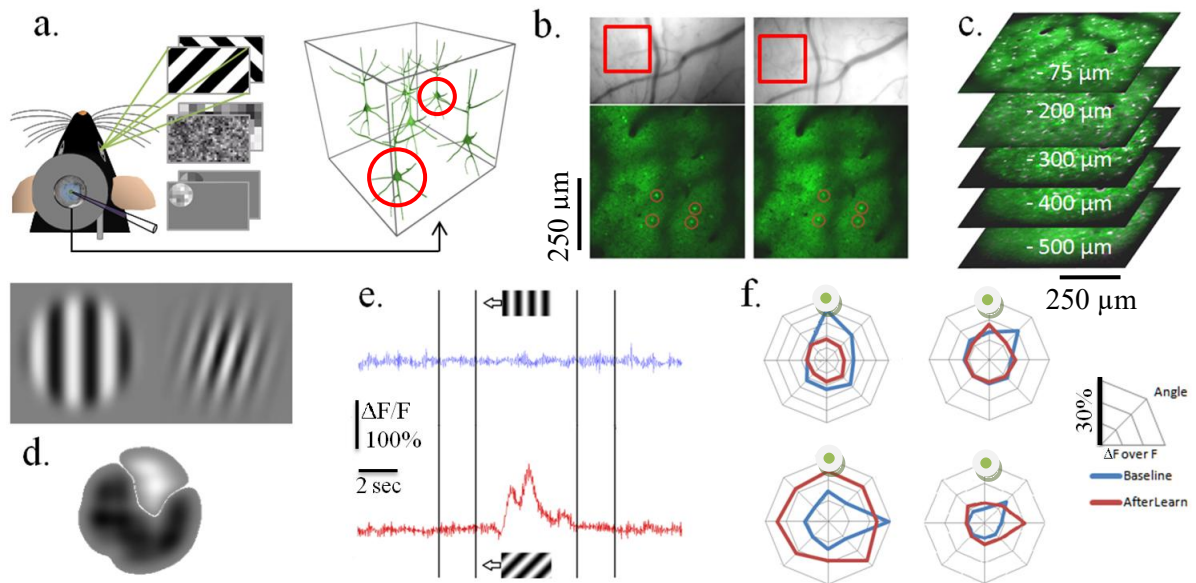 a.
b.
250 µm
c.
- 75 µm
- 200 µm
- 300 µm
- 400 µm
- 500 µm
250 µm
d.
e.
ΔF/F
100%
2 sec
f.
30%
Angle
ΔF over F
Baseline
AfterLearn